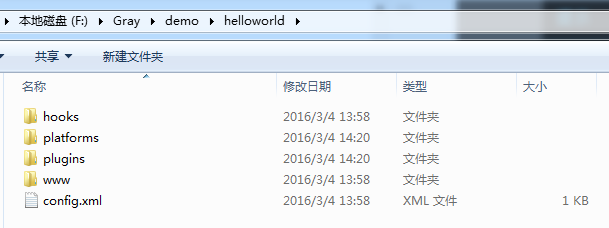 本地磁盘 (F:) Gray demo helloworld
共享 新建文件夹
名称 修改日期 类型 大小
hooks 2016/3/4 13:58 文件夹
platforms 2016/3/4 14:20 文件夹
plugins 2016/3/4 14:20 文件夹
www 2016/3/4 13:58 文件夹
config.xml 2016/3/4 13:58 XML 文件 1 KB